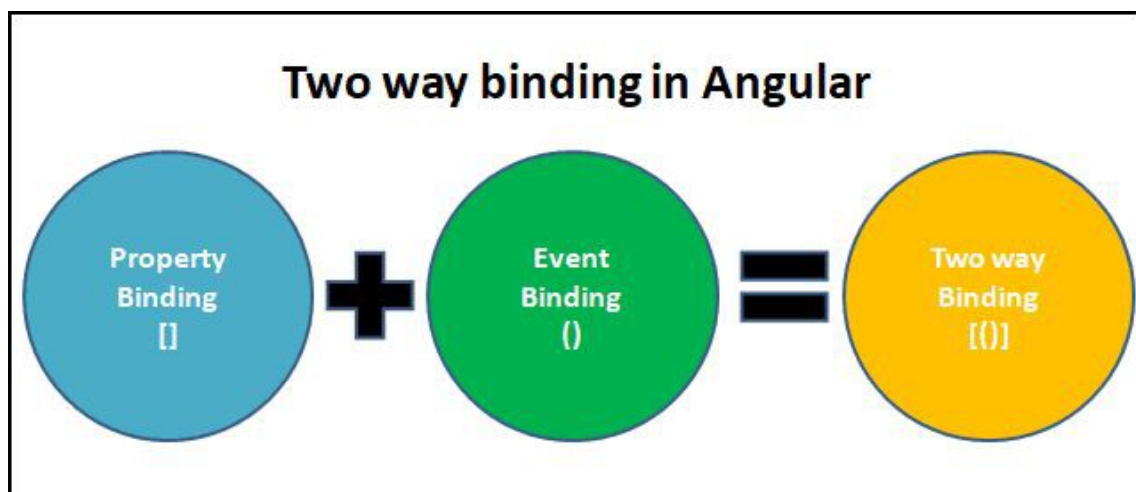 Two way binding in Angular
Property
Binding
[]
Event
Binding
()
Two way
Binding
[()]